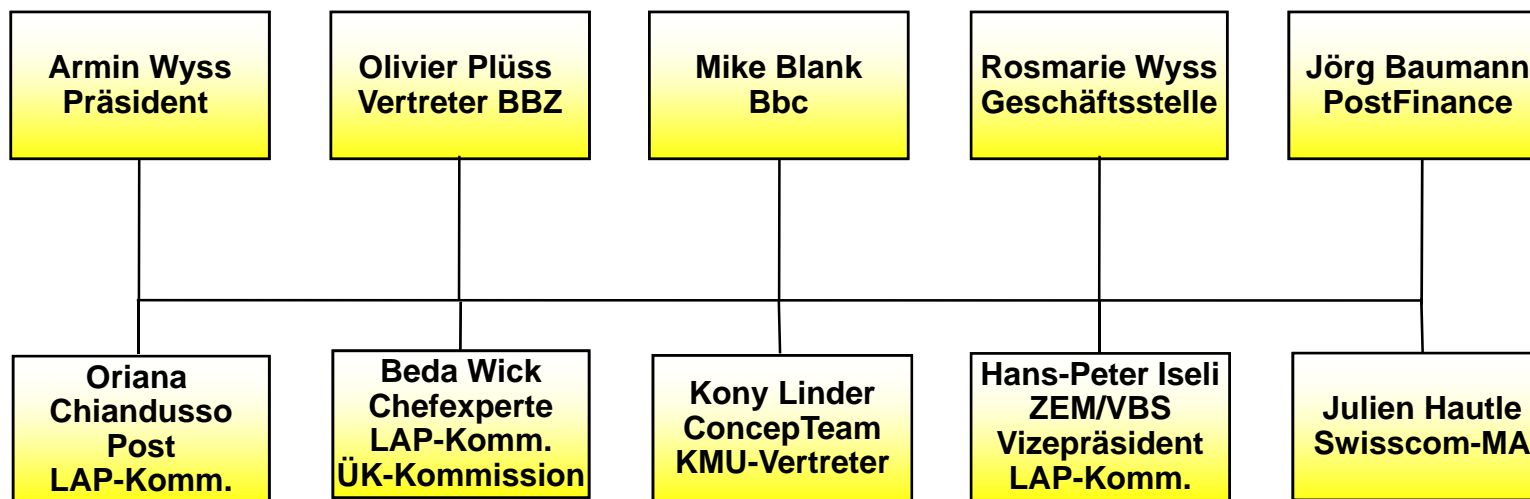 Armin Wyss
Präsident
Olivier Plüss
Vertreter BBZ
Mike Blank
Bbc
Rosmarie Wyss
Geschäftsstelle
Jörg Baumann
PostFinance
Oriana
Chiandusso
Post
LAP-Komm.
Beda Wick
Chefexperte
LAP-Komm.
ÜK-Kommission
Kony Linder
ConcepTeam
KMU-Vertreter
Hans-Peter Iseli
ZEM/VBS
Vizepräsident
LAP-Komm.
Julien Hautle
Swisscom-MA